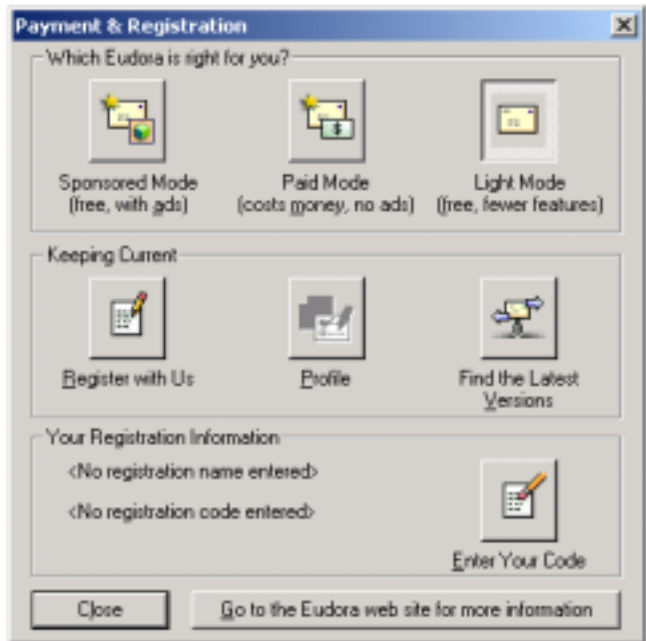 Payment & Registration
Which Eudora is right for you?
Sponsored Mode
(free, with ads)
Paid Mode
(costs money, no ads)
Light Mode
(free, fewer features)
Keeping Current
Register with Us
Profile
Find the Latest
Versions
Your Registration Information
<No registration name entered>
<No registration code entered>
Enter Your Code
Close
Go to the Eudora web site for more information